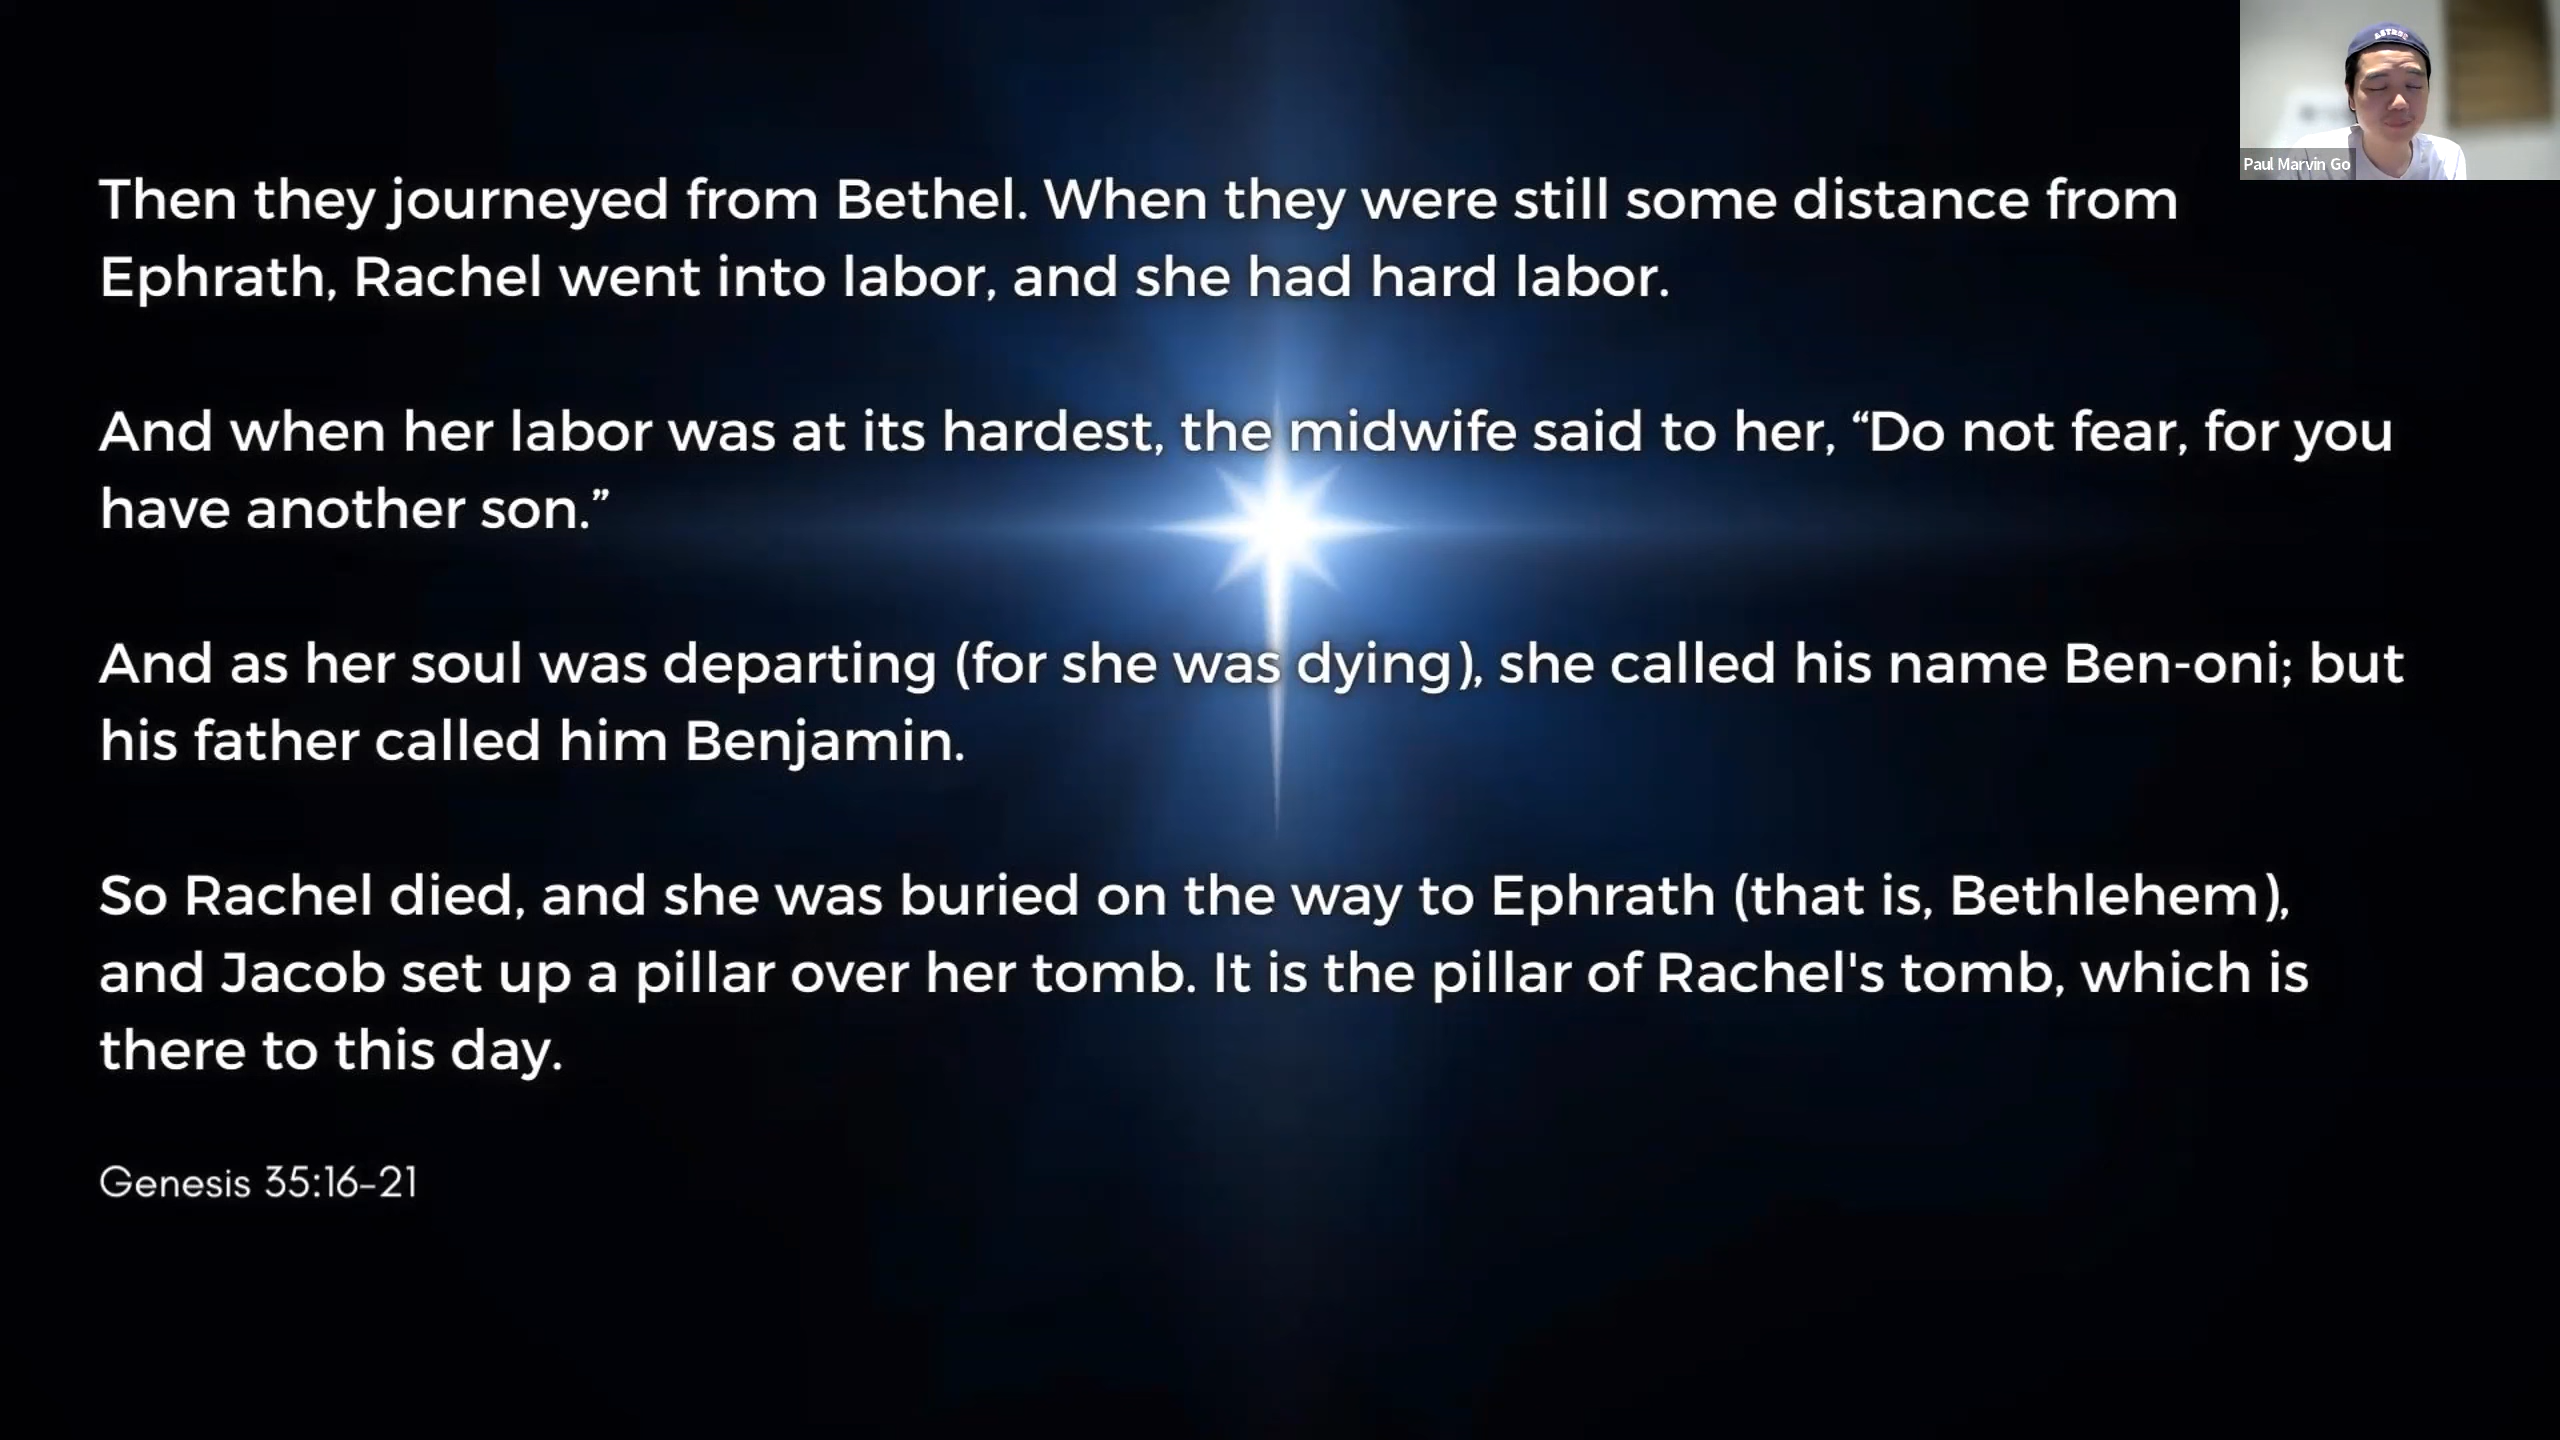 Paul Marvin Go
Then they journeyed from Bethel. When they were still some distance from
Ephrath, Rachel went into labor, and she had hard labor.
And when her labor was at its hardest, the midwife said to her, “Do not fear, for you
have another son.”
And as her soul was departing (for she was dying), she called his name Ben-oni; but
his father called him Benjamin.
So Rachel died, and she was buried on the way to Ephrath (that is, Bethlehem),
and Jacob set up a pillar over her tomb. It is the pillar of Rachel's tomb, which is
there to this day.
Genesis 35:16–21